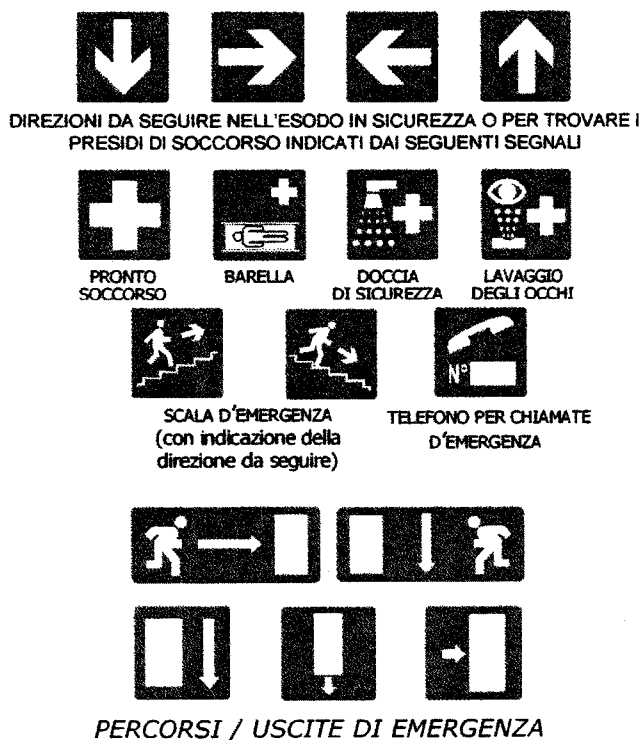 DIREZIONI DA SEGUIRE NELL'ESODO IN SICUREZZA O PER TROVARE I
PRESIDI DI SOCCORSO INDICATI DAI SEGUENTI SEGNALI
PRONTO
SOCCORSO
BARELLA
DOCCIA
DI SICUREZZA
LAVAGGIO
DEGLI OCCHI
N°
SCALA D'EMERGENZA
(con indicazione della
direzione da seguire)
TELEFONO PER CHIAMATE
D'EMERGENZA
PERCORSI / USCITE DI EMERGENZA